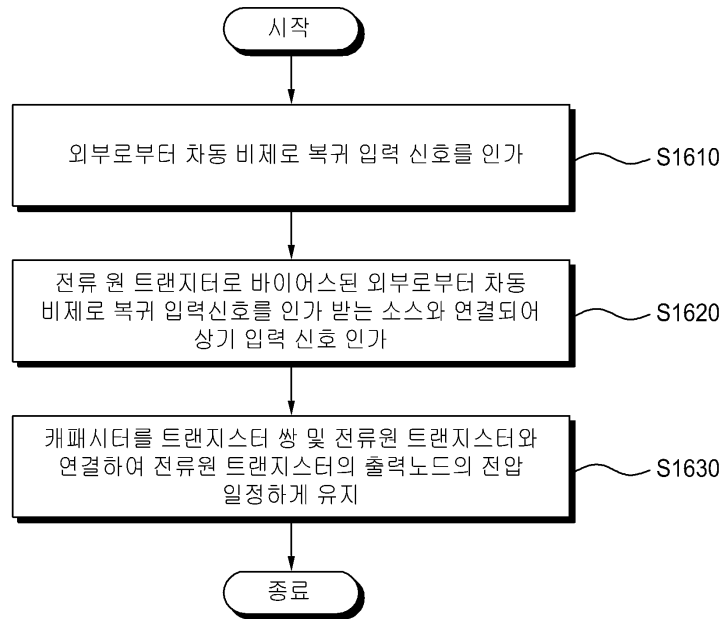 시작
외부로부터 차동 비제로 복귀 입력 신호를 인가
S1610
전류 원 트랜지터로 바이어스된 외부로부터 차동
비제로 복귀 입력신호를 인가 받는 소스와 연결되어
상기 입력 신호 인가
S1620
캐패시터를 트랜지스터 쌍 및 전류원 트랜지스터와
연결하여 전류원 트랜지스터의 출력노드의 전압
일정하게 유지
S1630
종료